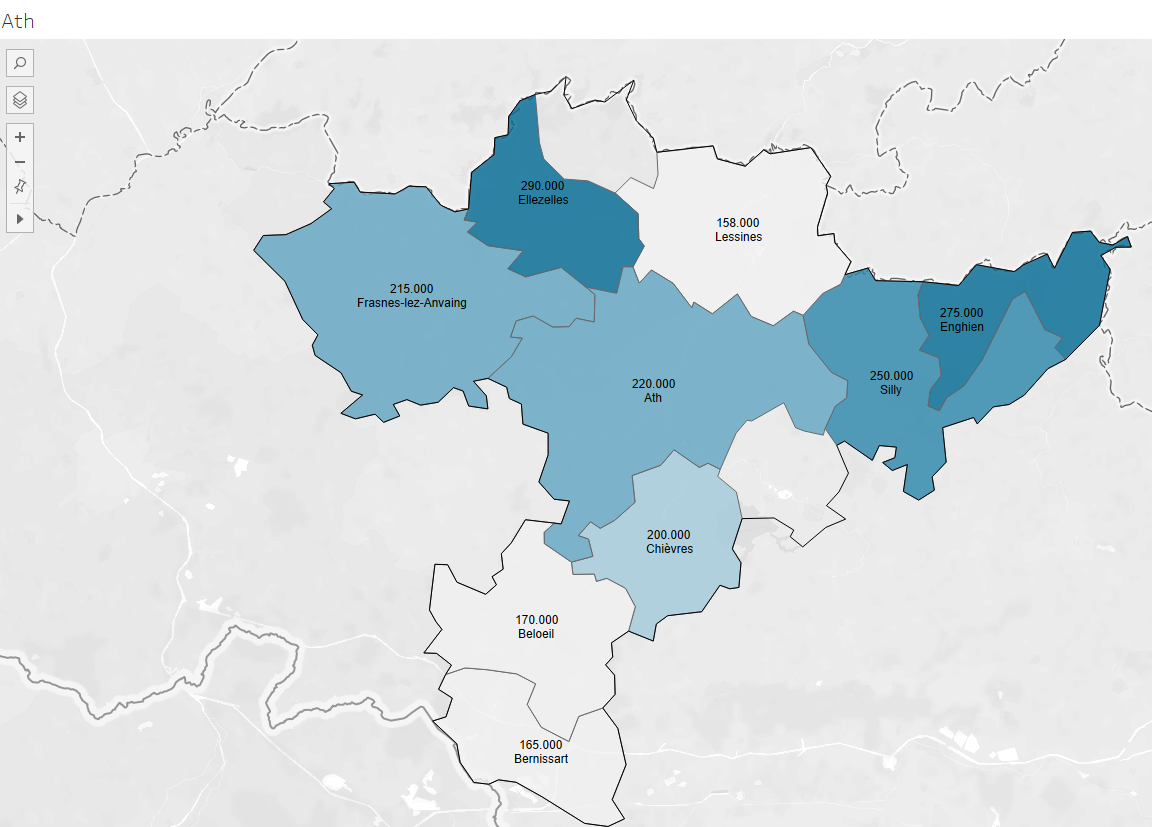 Ath
290.000
Ellezelles
158.000
Lessines
215.000
Frasnes-lez-Anvaing
275.000
Enghien
250.000
Silly
220.000
Ath
200.000
Chièvres
170.000
Beloeil
165.000
Bernissart